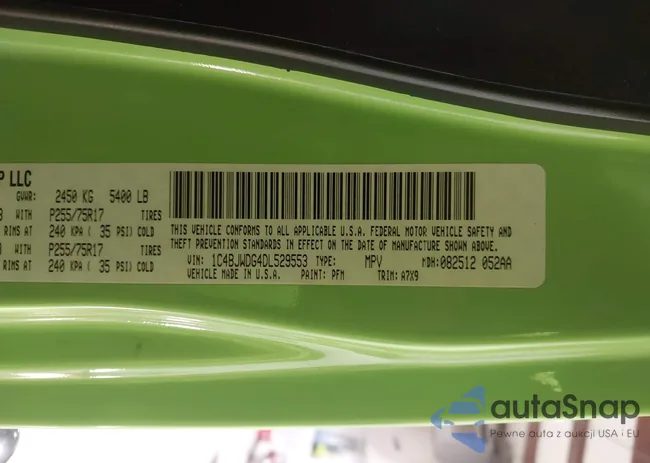 P LLC
GVWR: 2450 KG 5400 LB
WITH P255/75R17 TIRES
RIMS AT 240 KPA ( 35 PSI) COLD
WITH P255/75R17 TIRES
RIMS AT 240 KPA ( 35 PSI) COLD
THIS VEHICLE CONFORMS TO ALL APPLICABLE U.S.A. FEDERAL MOTOR VEHICLE SAFETY AND
THEFT PREVENTION STANDARDS IN EFFECT ON THE DATE OF MANUFACTURE SHOWN ABOVE.
VIN: 1C4BJWDG4DL529553 TYPE: MPV MDH:082512 052AA
VEHICLE MADE IN U.S.A. PAINT: PFM TRIM: A7X9
autaSnap
Pewne auta z aukcji USA i EU